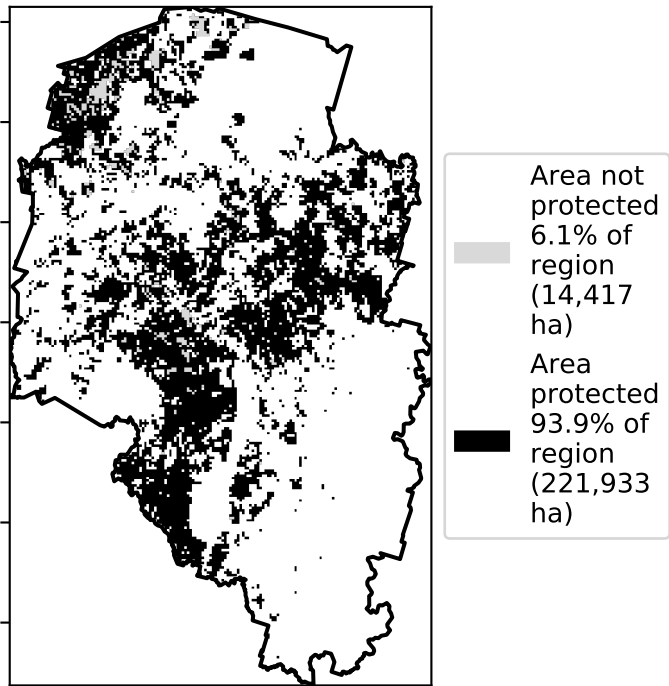 Area not
protected
6.1% of
region
(14,417
ha)
Area
protected
93.9% of
region
(221,933
ha)